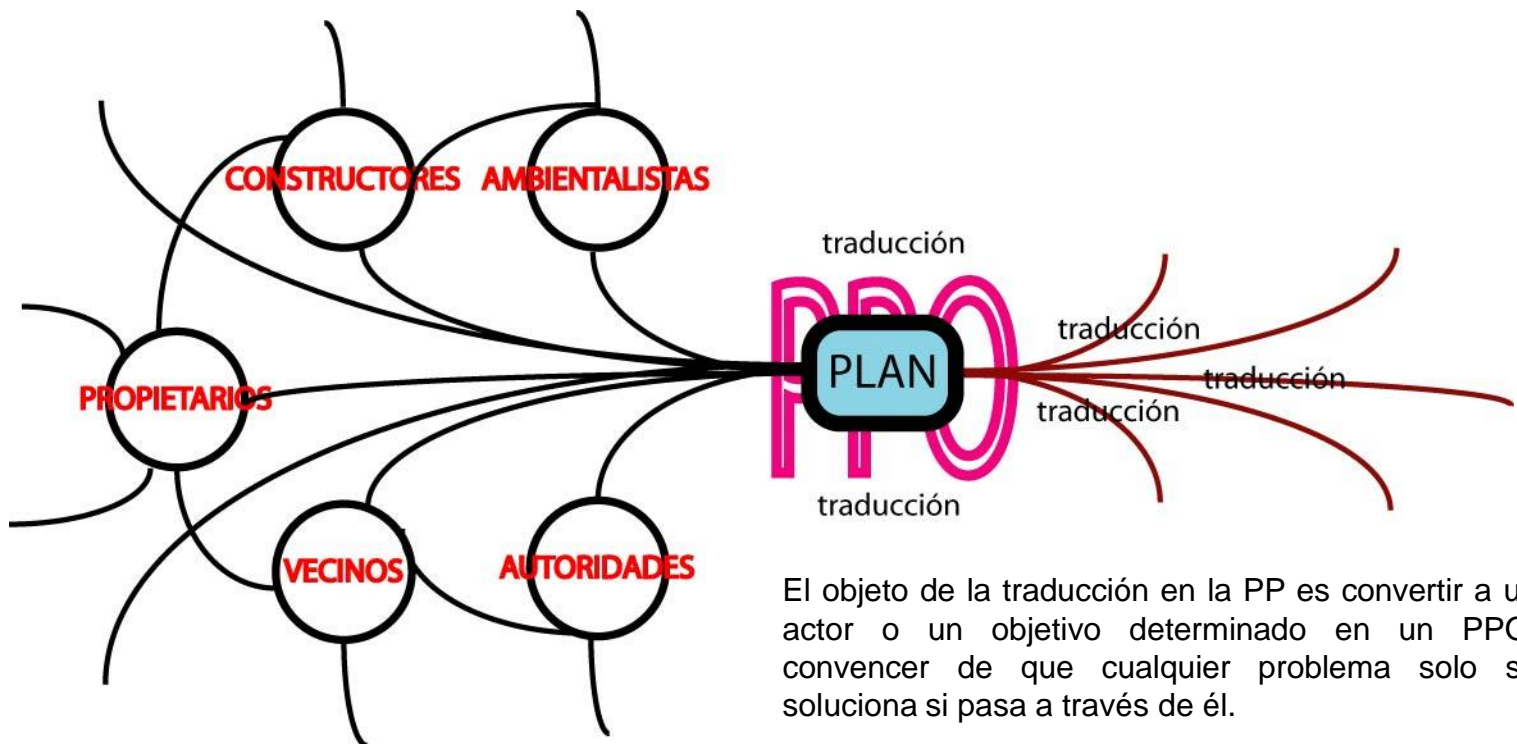 CONSTRUCTORES
AMBIENTALISTAS
PROPIETARIOS
VECINOS
AUTORIDADES
traducción
PPO
PLAN
traducción
traducción
traducción
traducción
El objeto de la traducción en la PP es convertir a
actor o un objetivo determinado en un
convencer de que cualquier problema solo
soluciona si pasa a través de él.